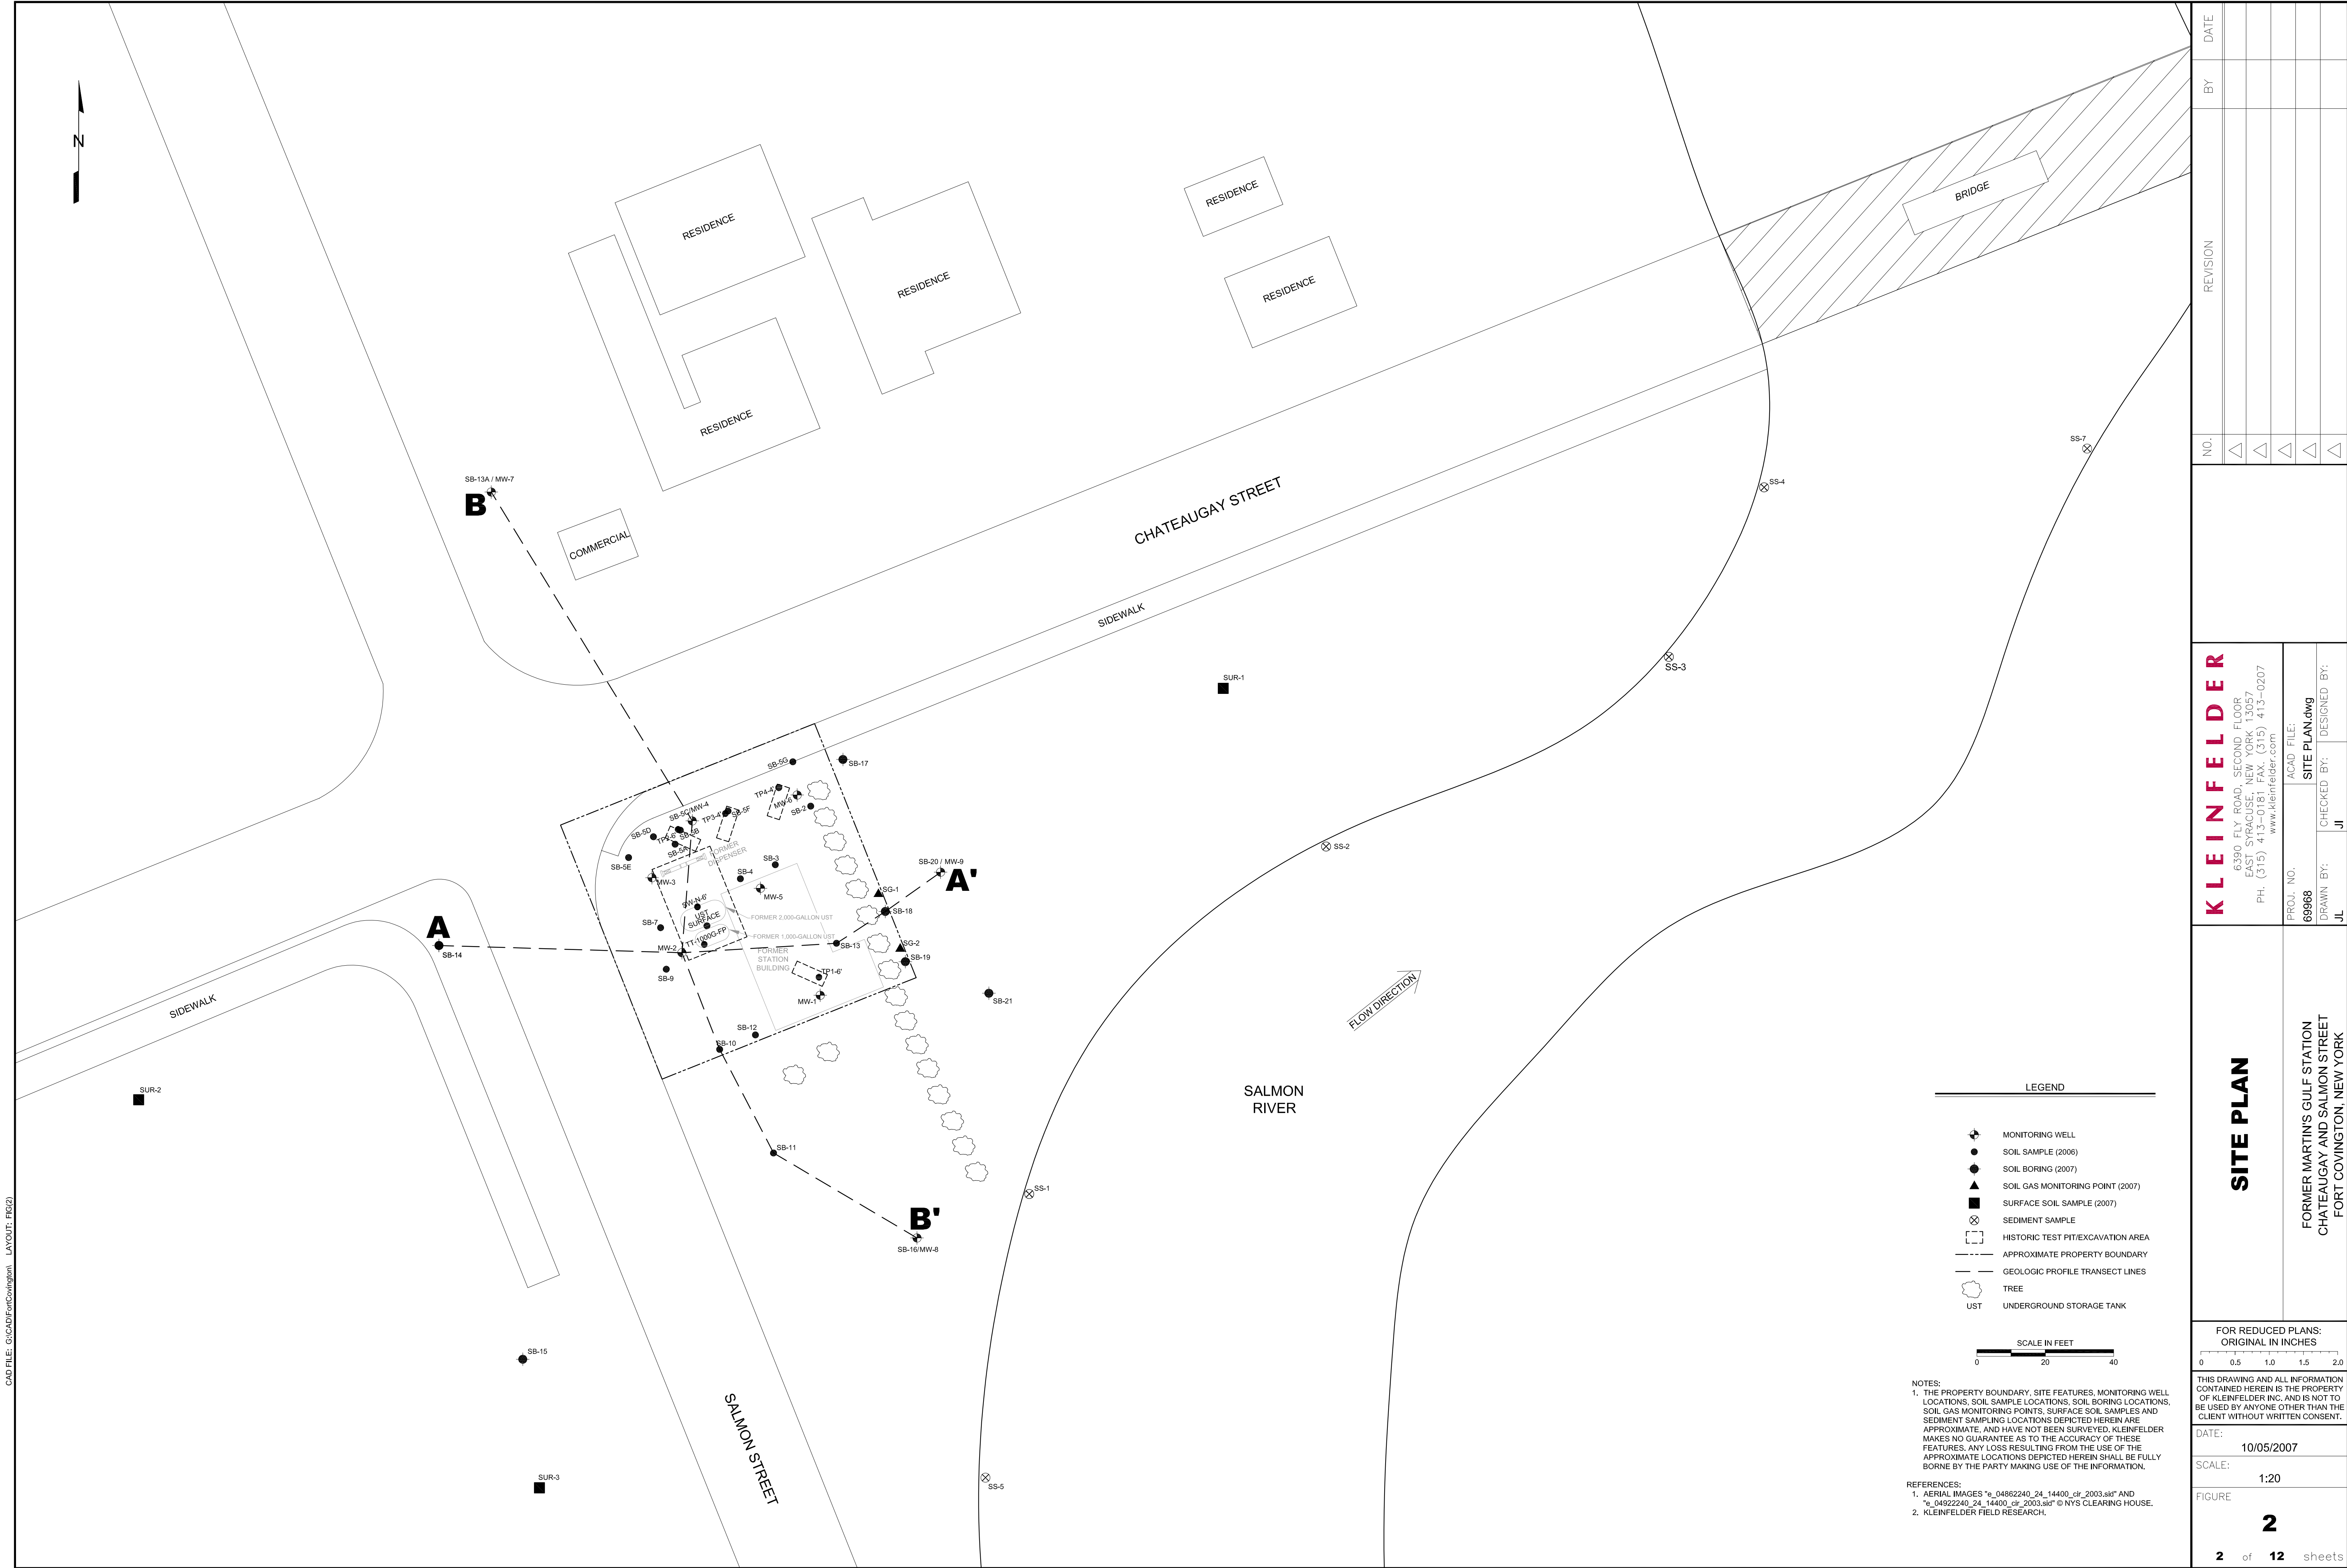 N
RESIDENCE
RESIDENCE
RESIDENCE
RESIDENCE
RESIDENCE
BRIDGE
COMMERCIAL
SB-13A / MW-7
B
CHATEAUGAY STREET
SIDEWALK
SS-7
SS-4
SS-3
SUR-1
SB-5G
SB-17
TP4-4'
MW-6
SB-2
SB-5C/MW-4
TP3-4'
SB-5F
SB-5D
TP2-6'
SB-5B
SB-5A
SB-5E
FORMER
DISPENSER
MW-3
SB-3
SB-4
MW-5
SB-20 / MW-9
A'
SS-2
SG-1
SW-N-6'
UST
SURFACE
FORMER 2,000-GALLON UST
SB-18
SB-7
TT-1000G-FP
FORMER 1,000-GALLON UST
A
SB-14
MW-2
SB-13
SG-2
FORMER
STATION
BUILDING
SB-19
SB-9
TP1-6'
MW-1
SB-21
SIDEWALK
FLOW DIRECTION
SB-12
SB-10
SUR-2
SALMON
RIVER
SB-11
SS-1
B'
SB-16/MW-8
SB-15
SALMON STREET
SUR-3
SS-5
LEGEND
MONITORING WELL
SOIL SAMPLE (2006)
SOIL BORING (2007)
SOIL GAS MONITORING POINT (2007)
SURFACE SOIL SAMPLE (2007)
SEDIMENT SAMPLE
HISTORIC TEST PIT/EXCAVATION AREA
APPROXIMATE PROPERTY BOUNDARY
GEOLOGIC PROFILE TRANSECT LINES
TREE
UST UNDERGROUND STORAGE TANK
SCALE IN FEET
0 20 40
NOTES:
1. THE PROPERTY BOUNDARY, SITE FEATURES, MONITORING WELL
LOCATIONS, SOIL SAMPLE LOCATIONS, SOIL BORING LOCATIONS,
SOIL GAS MONITORING POINTS, SURFACE SOIL SAMPLES AND
SEDIMENT SAMPLING LOCATIONS DEPICTED HEREIN ARE
APPROXIMATE, AND HAVE NOT BEEN SURVEYED. KLEINFELDER
MAKES NO GUARANTEE AS TO THE ACCURACY OF THESE
FEATURES. ANY LOSS RESULTING FROM THE USE OF THE
APPROXIMATE LOCATIONS DEPICTED HEREIN SHALL BE FULLY
BORNE BY THE PARTY MAKING USE OF THE INFORMATION.
REFERENCES:
1. AERIAL IMAGES "e_04862240_24_14400_cir_2003.sid" AND
"e_04922240_24_14400_cir_2003.sid" © NYS CLEARING HOUSE.
2. KLEINFELDER FIELD RESEARCH.
CAD FILE: G:\CAD\FortCovington\ LAYOUT: FIG(2)
NO. REVISION BY DATE
KLEINFELDER
6390 FLY ROAD, SECOND FLOOR
EAST SYRACUSE, NEW YORK 13057
PH. (315) 413-0181 FAX. (315) 413-0207
www.kleinfelder.com
PROJ. NO. 69968
ACAD FILE: SITE PLAN.dwg
DRAWN BY: JL
CHECKED BY: JI
DESIGNED BY:
SITE PLAN
FORMER MARTIN'S GULF STATION
CHATEAUGAY AND SALMON STREET
FORT COVINGTON, NEW YORK
FOR REDUCED PLANS:
ORIGINAL IN INCHES
0 0.5 1.0 1.5 2.0
THIS DRAWING AND ALL INFORMATION
CONTAINED HEREIN IS THE PROPERTY
OF KLEINFELDER INC. AND IS NOT TO
BE USED BY ANYONE OTHER THAN THE
CLIENT WITHOUT WRITTEN CONSENT.
DATE:
10/05/2007
SCALE:
1:20
FIGURE
2
2 of 12 sheets